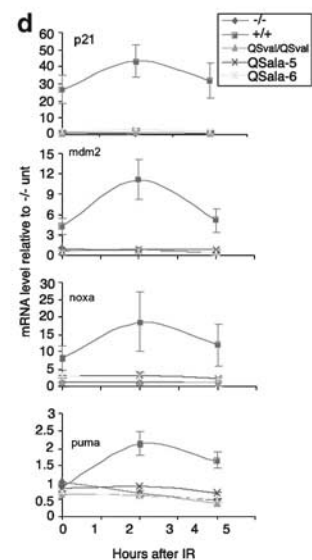 d
-/-
+/+
QSval/QSval
QSala-5
QSala-6
mRNA level relative to -/- unt
p21
60
50
40
30
20
10
0
mdm2
15
12
9
6
3
0
noxa
30
25
20
15
10
5
0
puma
3
2.5
2
1.5
1
0.5
0
0 1 2 3 4 5
Hours after IR